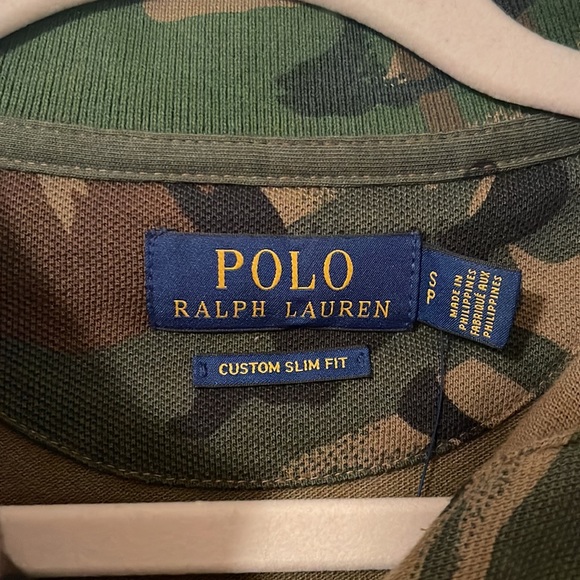 POLO
RALPH LAUREN
CUSTOM SLIM FIT
S P
MADE IN
PHILIPPINES
FABRIQUÉ AUX
PHILIPPINES